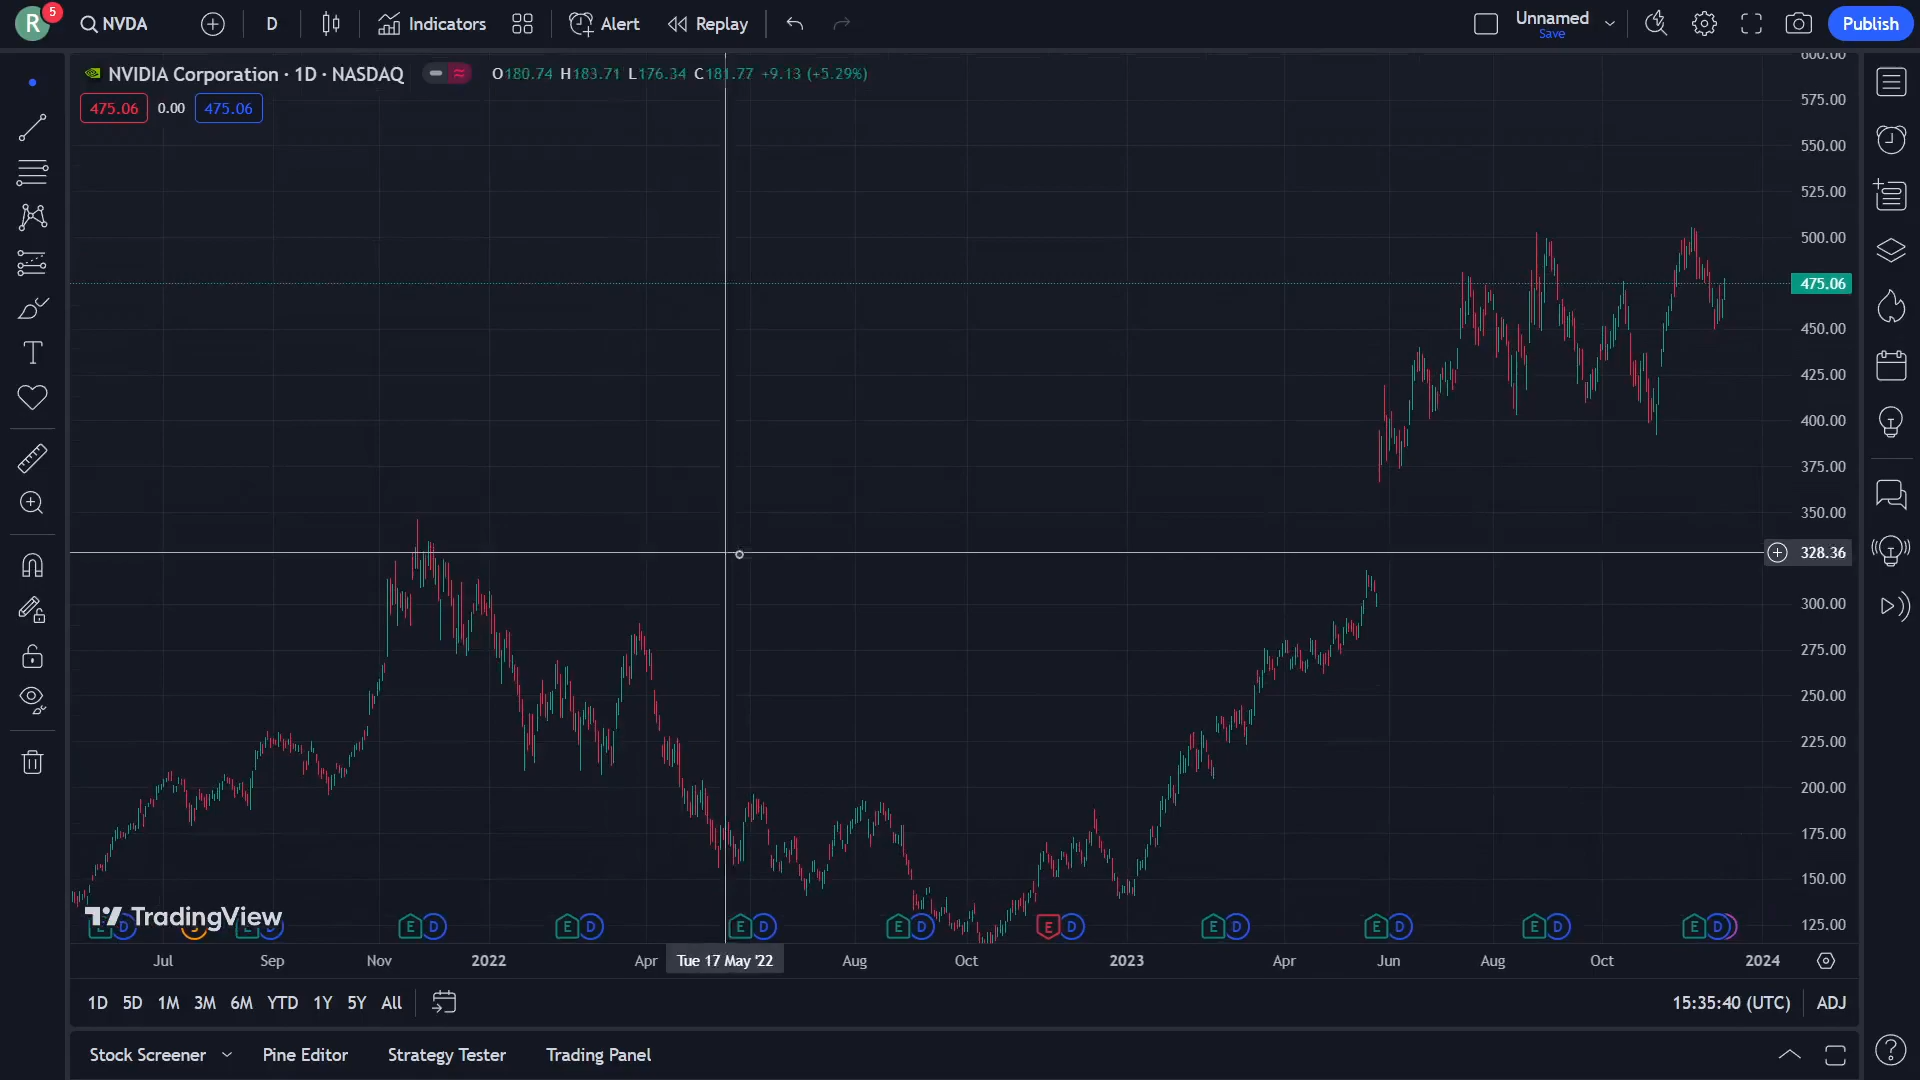 R
5
NVDA
D
Indicators
Alert
Replay
Unnamed
Save
Publish
NVIDIA Corporation · 1D · NASDAQ
O180.74 H183.71 L176.34 C181.77 +9.13 (+5.29%)
475.06 0.00 475.06
600.00
575.00
550.00
525.00
500.00
475.06
450.00
425.00
400.00
375.00
350.00
328.36
300.00
275.00
250.00
225.00
200.00
175.00
150.00
125.00
TradingView
E D E D E D E D E D E D E D E D E D E D
Jul Sep Nov 2022 Apr Tue 17 May '22 Aug Oct 2023 Apr Jun Aug Oct 2024
1D 5D 1M 3M 6M YTD 1Y 5Y All
15:35:40 (UTC) ADJ
Stock Screener Pine Editor Strategy Tester Trading Panel